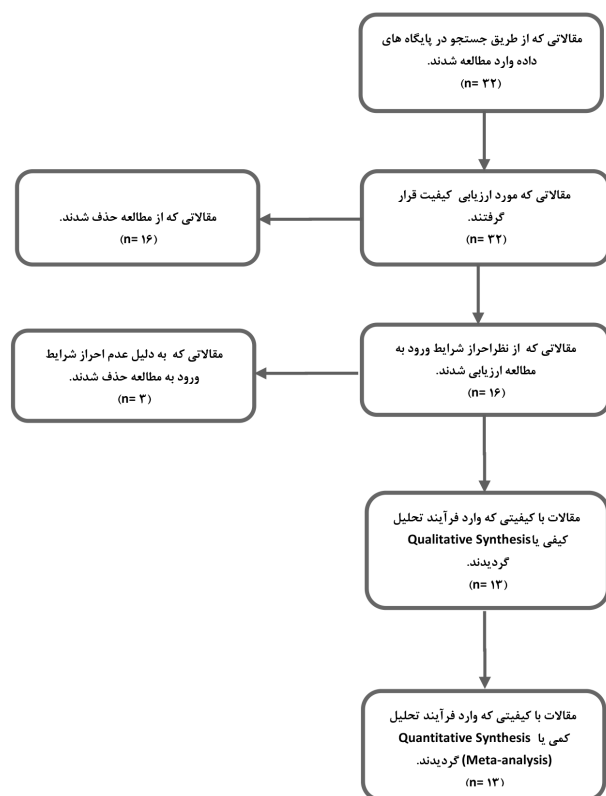 مقالاتی که از طریق جستجو در پایگاه های
داده وارد مطالعه شدند.
(n= ۳۲)
مقالاتی که مورد ارزیابی کیفیت قرار
گرفتند.
(n= ۳۲)
مقالاتی که از مطالعه حذف شدند.
(n= ۱۶)
مقالاتی که از نظراحراز شرایط ورود به
مطالعه ارزیابی شدند.
(n= ۱۶)
مقالاتی که به دلیل عدم احراز شرایط
ورود به مطالعه حذف شدند.
(n= ۳)
مقالات با کیفیتی که وارد فرآیند تحلیل
کیفی یاQualitative Synthesis
گردیدند.
(n= ۱۳)
مقالات با کیفیتی که وارد فرآیند تحلیل
کمی یا Quantitative Synthesis
(Meta-analysis) گردیدند.
(n= ۱۳)